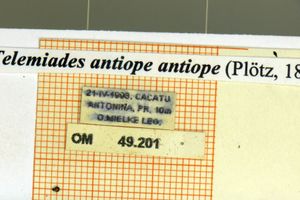 Telemiades antiope antiope (Plötz, 18
21-IV-1998, CACATU
ANTONINA, PR, 10m
O.MIELKE LEG.
OM 49.201